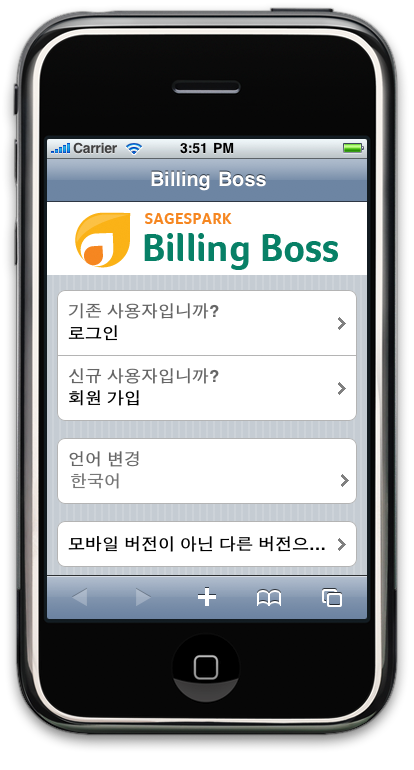 Carrier 3:51 PM
Billing Boss
SAGESPARK
Billing Boss
기존 사용자입니까?
로그인
신규 사용자입니까?
회원 가입
언어 변경
한국어
모바일 버전이 아닌 다른 버전으...